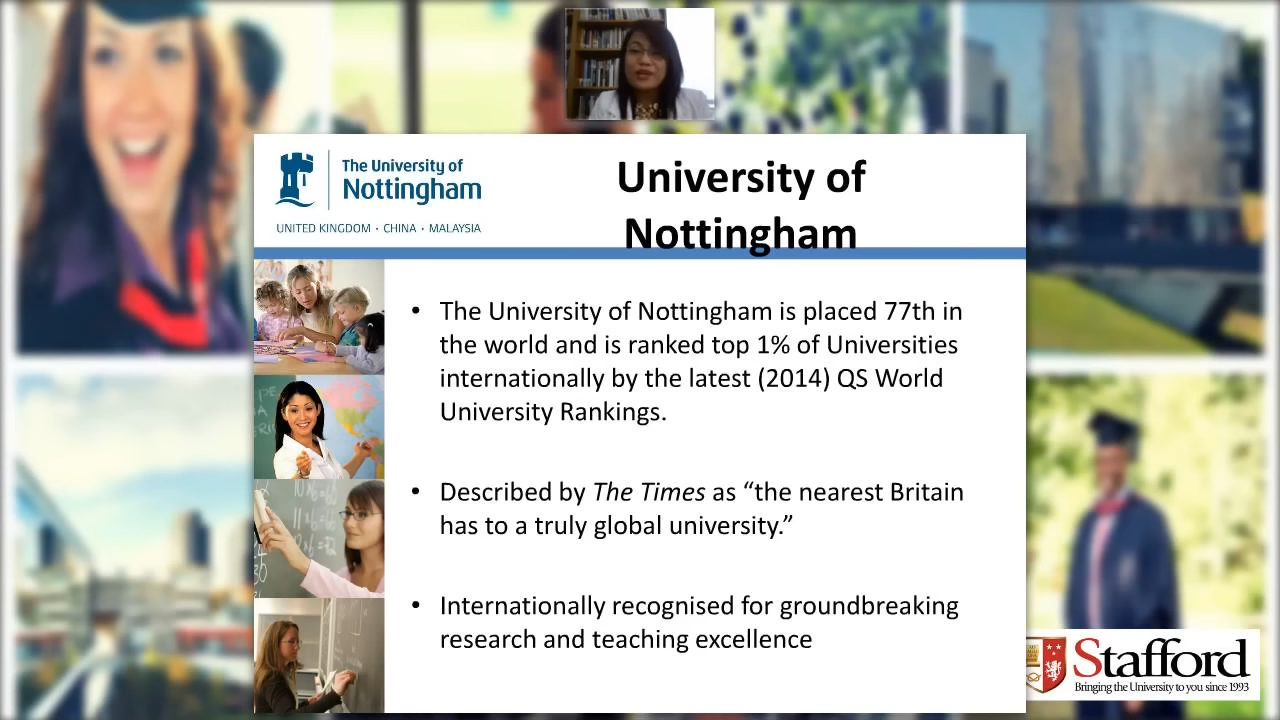 The University of
Nottingham
UNITED KINGDOM · CHINA · MALAYSIA
University of
Nottingham
• The University of Nottingham is placed 77th in
the world and is ranked top 1% of Universities
internationally by the latest (2014) QS World
University Rankings.
• Described by The Times as “the nearest Britain
has to a truly global university.”
• Internationally recognised for groundbreaking
research and teaching excellence
Stafford
Bringing the University to you since 1993